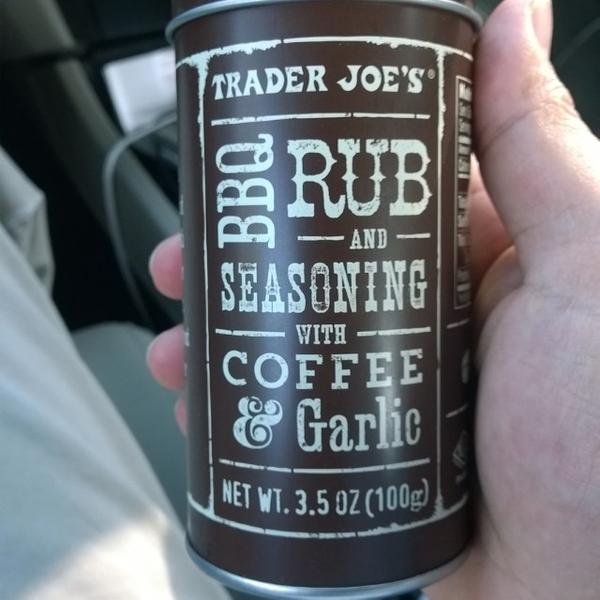 TRADER JOE'S®
BBQ RUB
AND
SEASONING
WITH
COFFEE
& Garlic
NET WT. 3.5 OZ (100g)